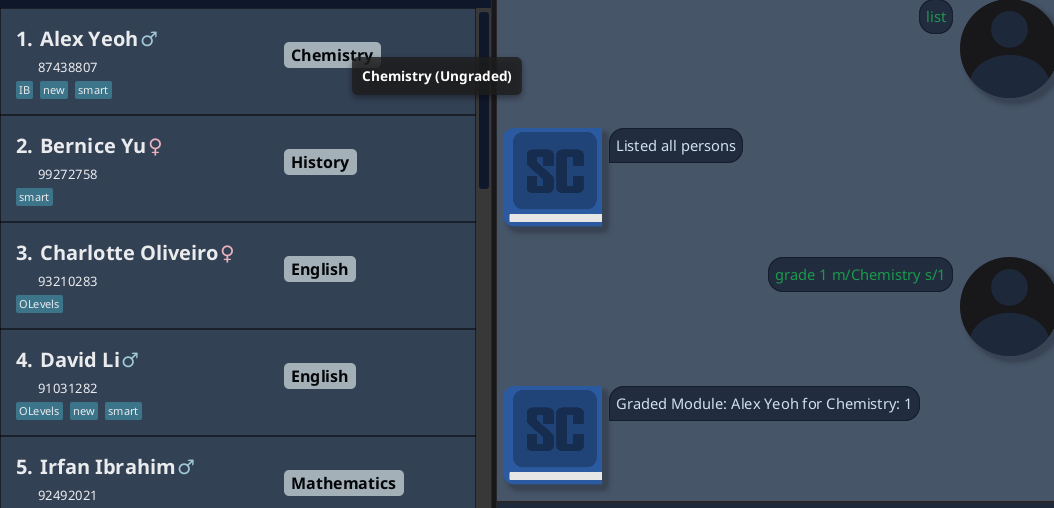 1. Alex Yeoh♂
87438807
IB new smart
Chemistry
Chemistry (Ungraded)
2. Bernice Yu♀
99272758
smart
History
3. Charlotte Oliveiro♀
93210283
OLevels
English
4. David Li♂
91031282
OLevels new smart
English
5. Irfan Ibrahim♂
92492021
Mathematics
list
SC
Listed all persons
grade 1 m/Chemistry s/1
SC
Graded Module: Alex Yeoh for Chemistry: 1